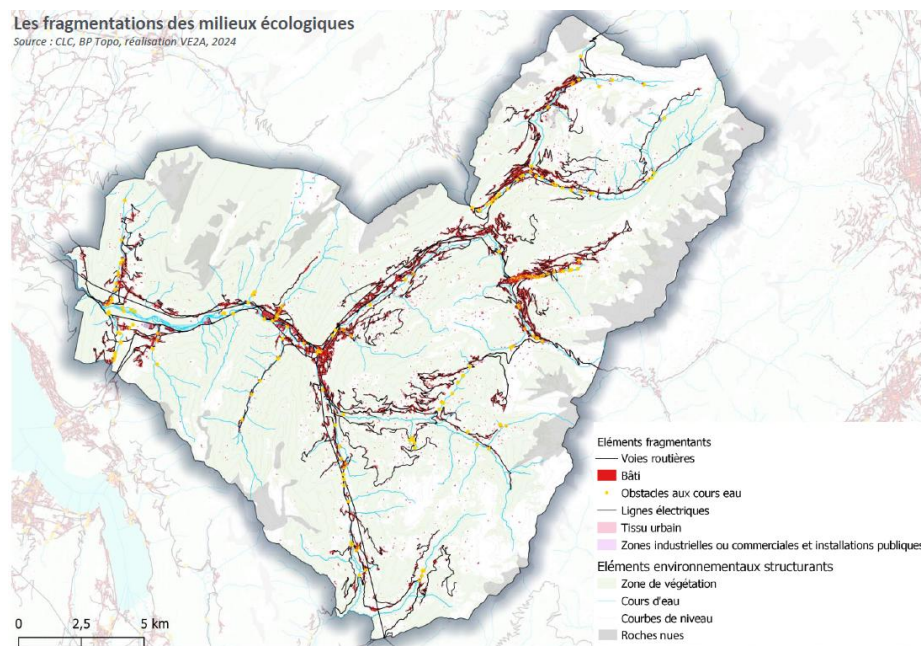 Les fragmentations des milieux écologiques
Source : CLC, BP Topo, réalisation VE2A, 2024
Eléments fragmentants
Voies routières
Bâti
Obstacles aux cours eau
Lignes électriques
Tissu urbain
Zones industrielles ou commerciales et installations publiques
Eléments environnementaux structurants
Zone de végétation
Cours d'eau
Courbes de niveau
Roches nues
0 2,5 5 km